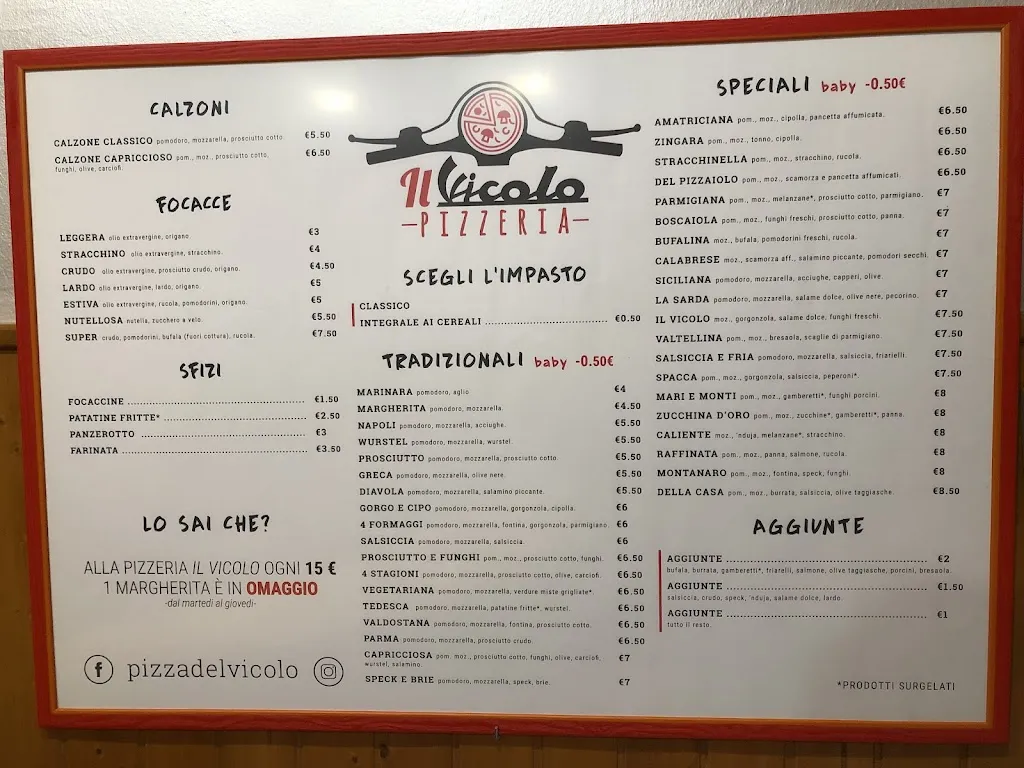 CALZONI
CALZONE CLASSICO pomodoro, mozzarella, prosciutto cotto. €5.50
CALZONE CAPRICCIOSO pom., moz., prosciutto cotto, €6.50
funghi, olive, carciofi.
FOCACCE
LEGGERA olio extravergine, origano. €3
STRACCHINO olio extravergine, stracchino. €4
CRUDO olio extravergine, prosciutto crudo, origano. €4.50
LARDO olio extravergine, lardo, origano. €5
ESTIVA olio extravergine, rucola, pomodorini, origano. €5
NUTELLOSA nutella, zucchero a velo. €5.50
SUPER crudo, pomodorini, bufala (fuori cottura), rucola. €7.50
SFIZI
FOCACCINE €1.50
PATATINE FRITTE* €2.50
PANZEROTTO €3
FARINATA €3.50
LO SAI CHE?
ALLA PIZZERIA IL VICOLO OGNI 15 €
1 MARGHERITA È IN OMAGGIO
-dal martedì al giovedì-
pizzadelvicolo
Il Vicolo
PIZZERIA
SCEGLI L'IMPASTO
CLASSICO
INTEGRALE AI CEREALI €0.50
TRADIZIONALI baby -0.50€
MARINARA pomodoro, aglio €4
MARGHERITA pomodoro, mozzarella. €4.50
NAPOLI pomodoro, mozzarella, acciughe. €5.50
WURSTEL pomodoro, mozzarella, wurstel. €5.50
PROSCIUTTO pomodoro, mozzarella, prosciutto cotto. €5.50
GRECA pomodoro, mozzarella, olive nere. €5.50
DIAVOLA pomodoro, mozzarella, salamino piccante. €5.50
GORGO E CIPO pomodoro, mozzarella, gorgonzola, cipolla. €6
4 FORMAGGI pomodoro, mozzarella, fontina, gorgonzola, parmigiano. €6
SALSICCIA pomodoro, mozzarella, salsiccia. €6
PROSCIUTTO E FUNGHI pom., moz., prosciutto cotto, funghi. €6.50
4 STAGIONI pomodoro, mozzarella, prosciutto cotto, olive, carciofi. €6.50
VEGETARIANA pomodoro, mozzarella, verdure miste grigliate*. €6.50
TEDESCA pomodoro, mozzarella, patatine fritte*, wurstel. €6.50
VALDOSTANA pomodoro, mozzarella, fontina, prosciutto cotto. €6.50
PARMA pomodoro, mozzarella, prosciutto crudo. €6.50
CAPRICCIOSA pom. moz., prosciutto cotto, funghi, olive, carciofi, €7
wurstel, salamino.
SPECK E BRIE pomodoro, mozzarella, speck, brie. €7
SPECIALI baby -0.50€
AMATRICIANA pom., moz., cipolla, pancetta affumicata. €6.50
ZINGARA pom., moz., tonno, cipolla. €6.50
STRACCHINELLA pom., moz., stracchino, rucola. €6.50
DEL PIZZAIOLO pom., moz., scamorza e pancetta affumicati. €6.50
PARMIGIANA pom., moz., melanzane*, prosciutto cotto, parmigiano. €7
BOSCAIOLA pom., moz., funghi freschi, prosciutto cotto, panna. €7
BUFALINA moz., bufala, pomodorini freschi, rucola. €7
CALABRESE moz., scamorza aff., salamino piccante, pomodori secchi. €7
SICILIANA pomodoro, mozzarella, acciughe, capperi, olive. €7
LA SARDA pomodoro, mozzarella, salame dolce, olive nere, pecorino. €7
IL VICOLO moz., gorgonzola, salame dolce, funghi freschi. €7.50
VALTELLINA pom., moz., bresaola, scaglie di parmigiano. €7.50
SALSICCIA E FRIA pomodoro, mozzarella, salsiccia, friarielli. €7.50
SPACCA pom., moz., gorgonzola, salsiccia, peperoni*. €7.50
MARI E MONTI pom., moz., gamberetti*, funghi porcini. €8
ZUCCHINA D'ORO pom., moz., zucchine*, gamberetti*, panna. €8
CALIENTE moz., 'nduja, melanzane*, stracchino. €8
RAFFINATA pom., moz., panna, salmone, rucola. €8
MONTANARO pom., moz., fontina, speck, funghi. €8
DELLA CASA pom., moz., burrata, salsiccia, olive taggiasche. €8.50
AGGIUNTE
AGGIUNTE €2
bufala, burrata, gamberetti*, friarelli, salmone, olive taggiasche, porcini, bresaola.
AGGIUNTE €1.50
salsiccia, crudo, speck, 'nduja, salame dolce, lardo.
AGGIUNTE €1
tutto il resto.
*PRODOTTI SURGELATI